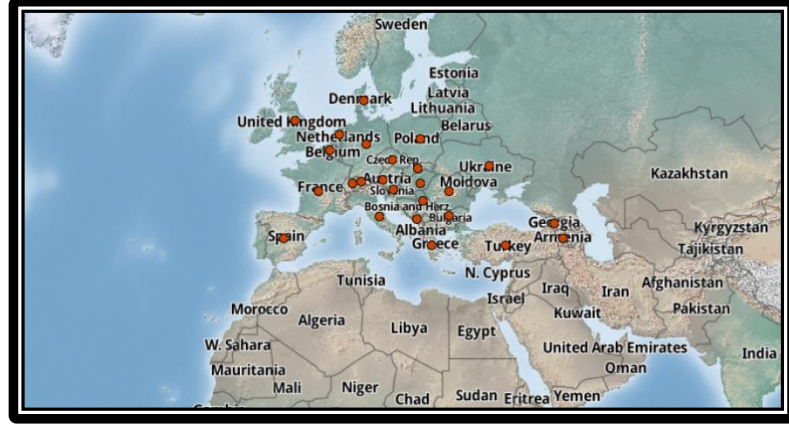 Sweden
Estonia
Latvia
Denmark
Lithuania
Belarus
United Kingdom
Netherlands
Poland
Belgium
Czech Rep.
Ukraine
Kazakhstan
France
Austria
Moldova
Slovenia
Bosnia and Herz.
Bulgaria
Georgia
Kyrgyzstan
Spain
Albania
Armenia
Greece
Turkey
Tajikistan
N. Cyprus
Tunisia
Iraq
Iran
Afghanistan
Israel
Morocco
Kuwait
Pakistan
Algeria
Libya
Egypt
W. Sahara
United Arab Emirates
India
Oman
Mauritania
Mali
Niger
Chad
Sudan
Eritrea
Yemen